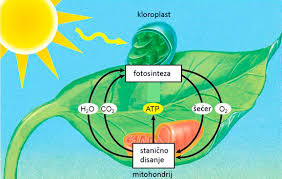 kloroplast
fotosinteza
H₂O CO₂ ATP šećer O₂
stanično
disanje
mitohondrij